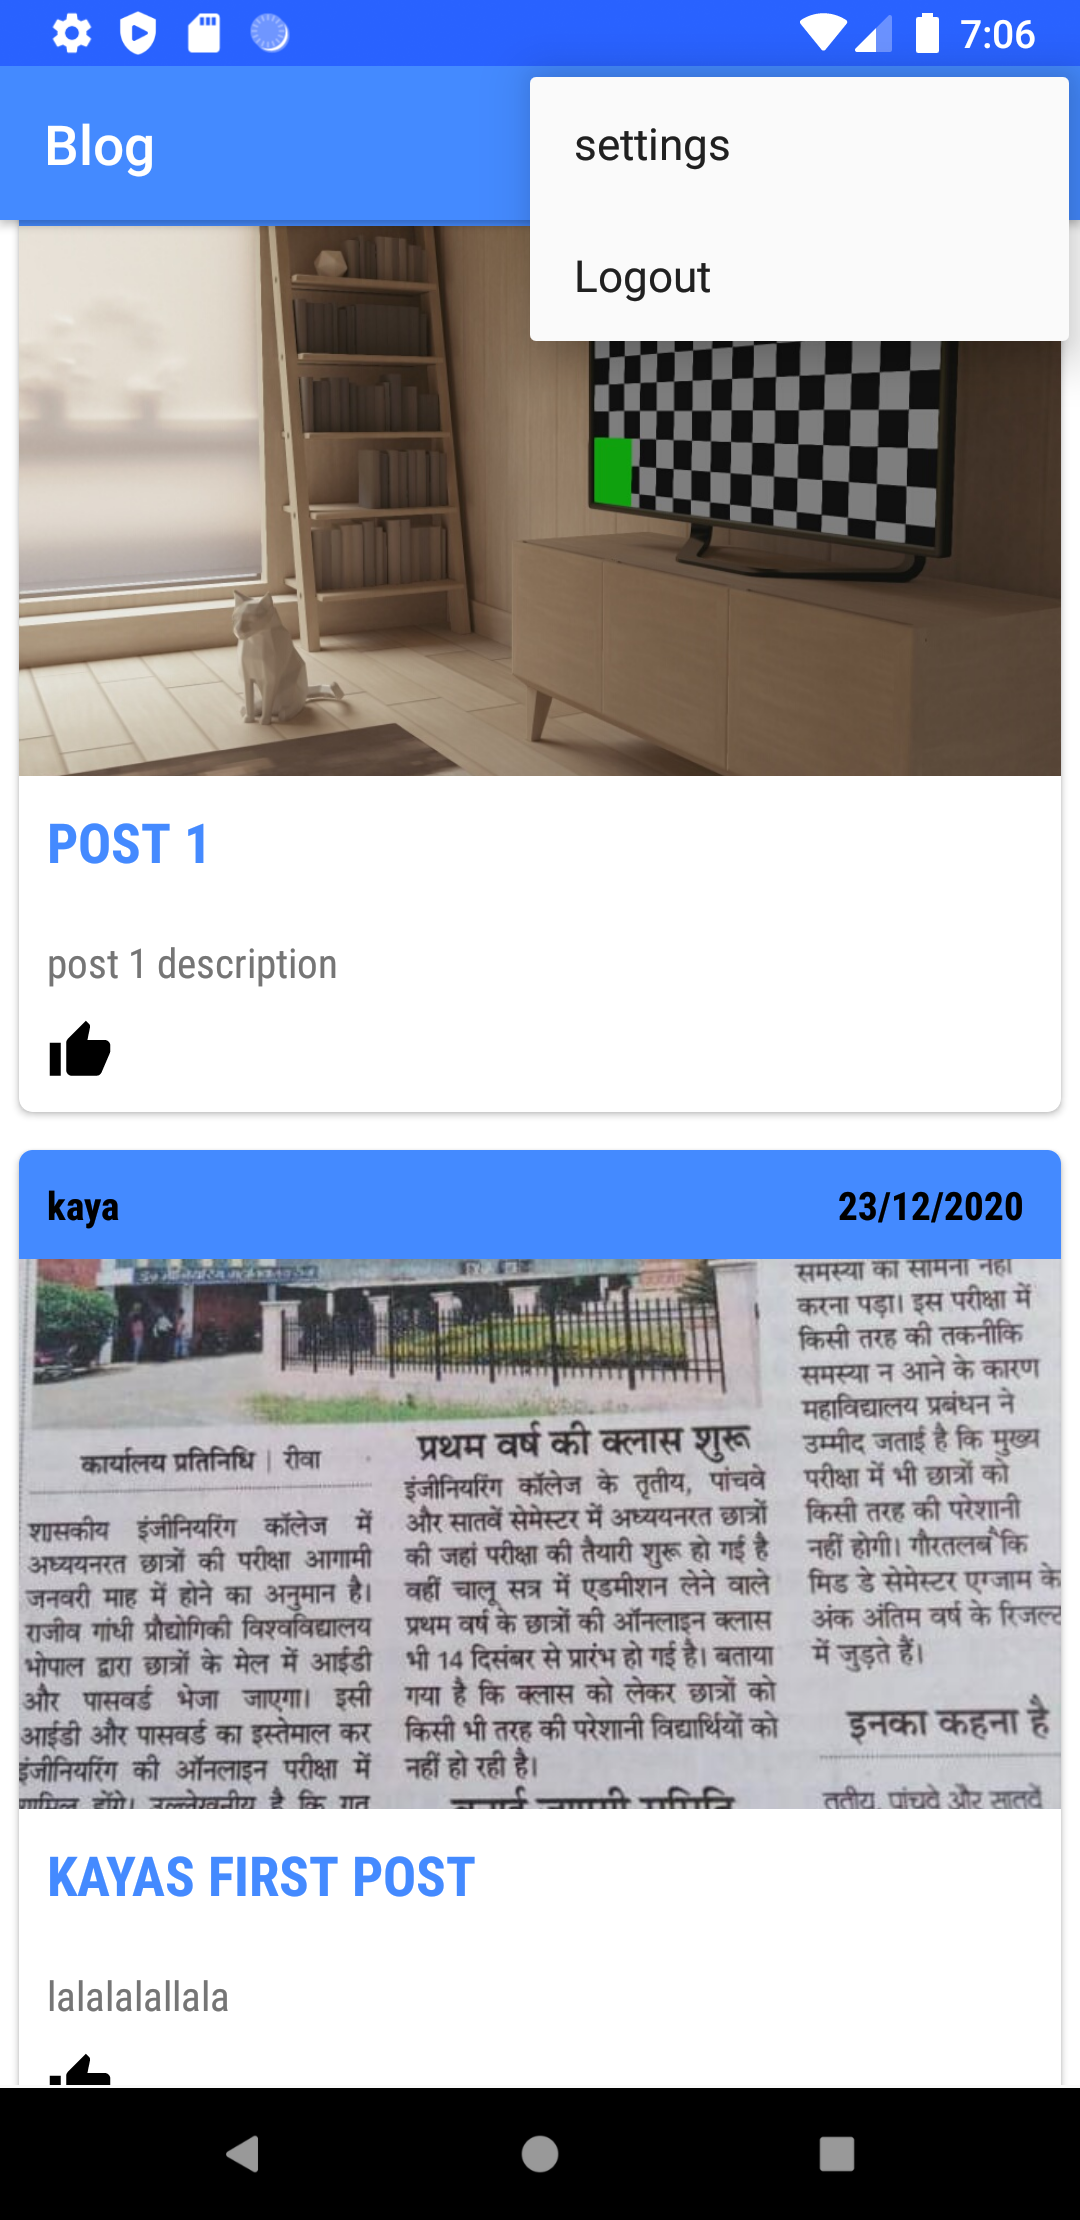 7:06
Blog
settings
Logout
POST 1
post 1 description
kaya
23/12/2020
कार्यालय प्रतिनिधि | रीवा
शासकीय इंजीनियरिंग कॉलेज में
अध्ययनरत छात्रों की परीक्षा आगामी
जनवरी माह में होने का अनुमान है।
राजीव गांधी प्रौद्योगिकी विश्वविद्यालय
भोपाल द्वारा छात्रों के मेल में आईडी
और पासवर्ड भेजा जाएगा। इसी
आईडी और पासवर्ड का इस्तेमाल कर
इंजीनियरिंग की ऑनलाइन परीक्षा में
शामिल होंगे। उल्लेखनीय है कि गत
प्रथम वर्ष की क्लास शुरू
इंजीनियरिंग कॉलेज के तृतीय, पांचवे
और सातवें सेमेस्टर में अध्ययनरत छात्रों
की जहां परीक्षा की तैयारी शुरू हो गई है
वहीं चालू सत्र में एडमीशन लेने वाले
प्रथम वर्ष के छात्रों की ऑनलाइन क्लास
भी 14 दिसंबर से प्रारंभ हो गई है। बताया
गया है कि क्लास को लेकर छात्रों को
किसी भी तरह की परेशानी विद्यार्थियों को
नहीं हो रही है।
समस्या का सामना नहीं
करना पड़ा। इस परीक्षा में
किसी तरह की तकनीकि
समस्या न आने के कारण
महाविद्यालय प्रबंधन ने
उम्मीद जताई है कि मुख्य
परीक्षा में भी छात्रों को
किसी तरह की परेशानी
नहीं होगी। गौरतलब कि
मिड डे सेमेस्टर एग्जाम के
अंक अंतिम वर्ष के रिजल्ट
में जुड़ते हैं।
इनका कहना है
तृतीय, पांचवे और सातवें
KAYAS FIRST POST
lalalalallala